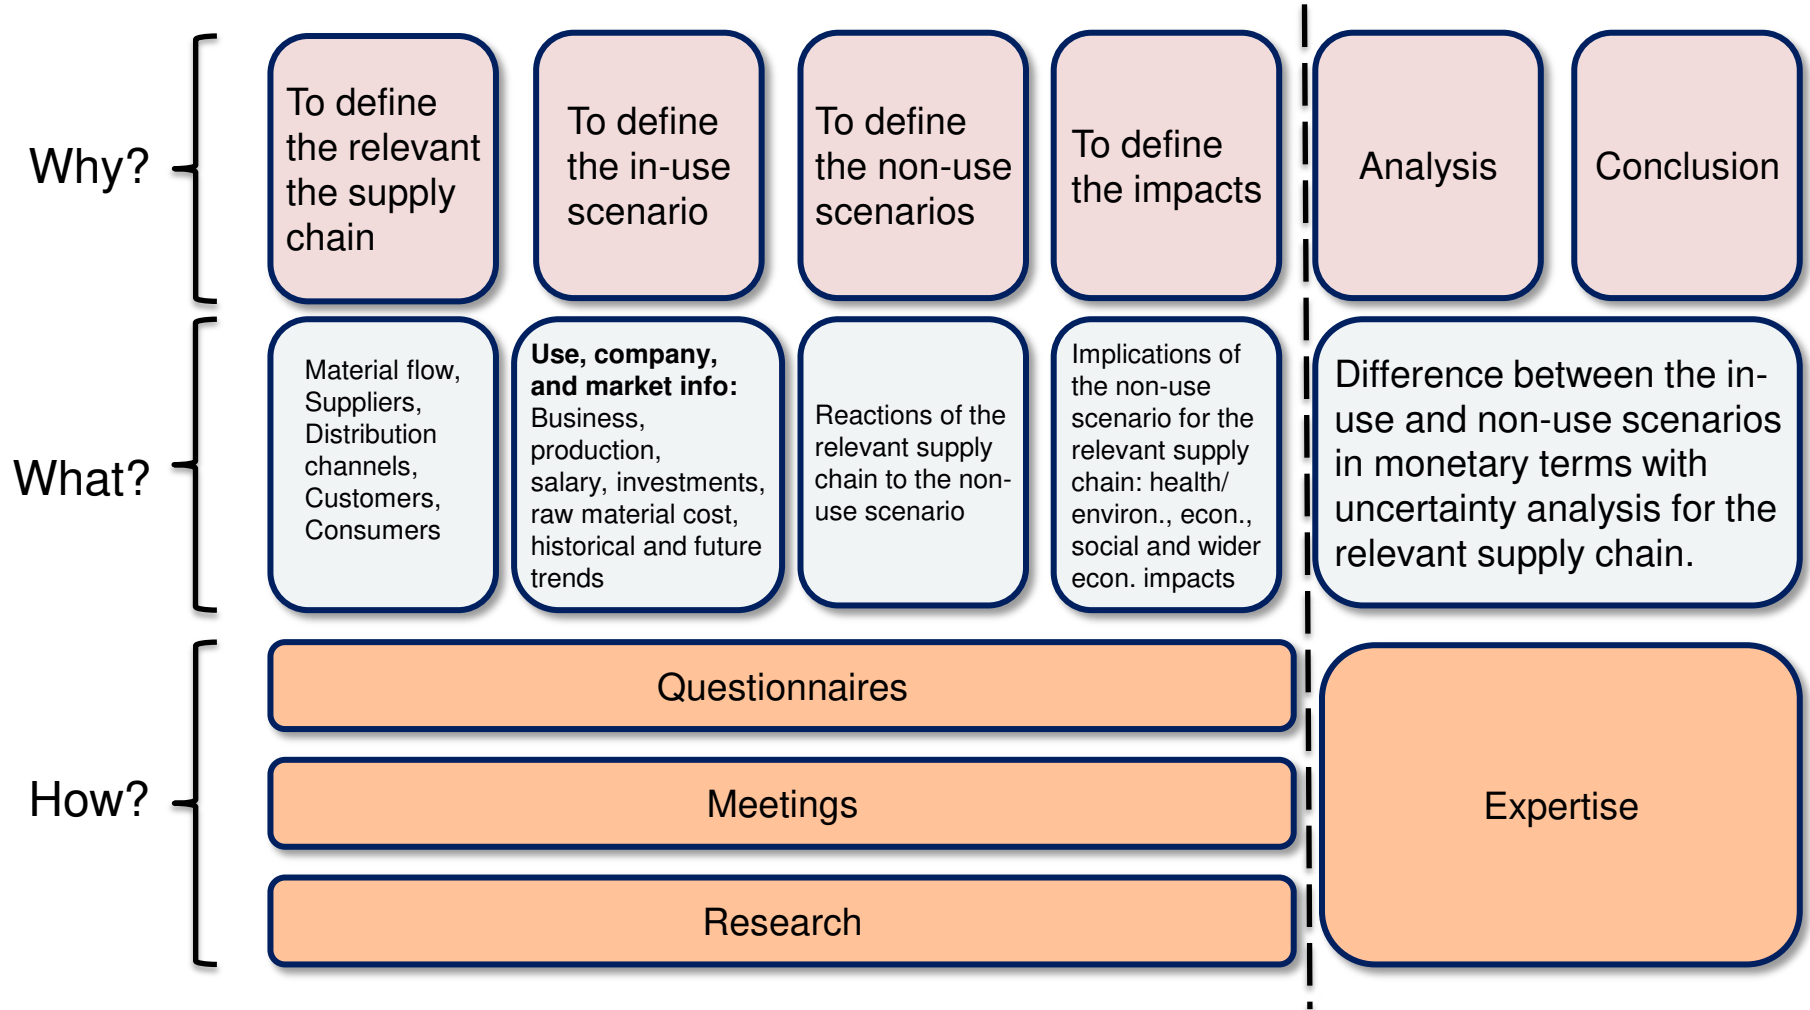 Why?
To define
the relevant
the supply
chain
To define
the in-use
scenario
To define
the non-use
scenarios
To define
the impacts
Analysis
Conclusion
What?
Material flow,
Suppliers,
Distribution
channels,
Customers,
Consumers
Use, company,
and market info:
Business,
production,
salary, investments,
raw material cost,
historical and future
trends
Reactions of the
relevant supply
chain to the non-
use scenario
Implications of
the non-use
scenario for the
relevant supply
chain: health/
environ., econ.,
social and wider
econ. impacts
Difference between the in-
use and non-use scenarios
in monetary terms with
uncertainty analysis for the
relevant supply chain.
How?
Questionnaires
Meetings
Research
Expertise